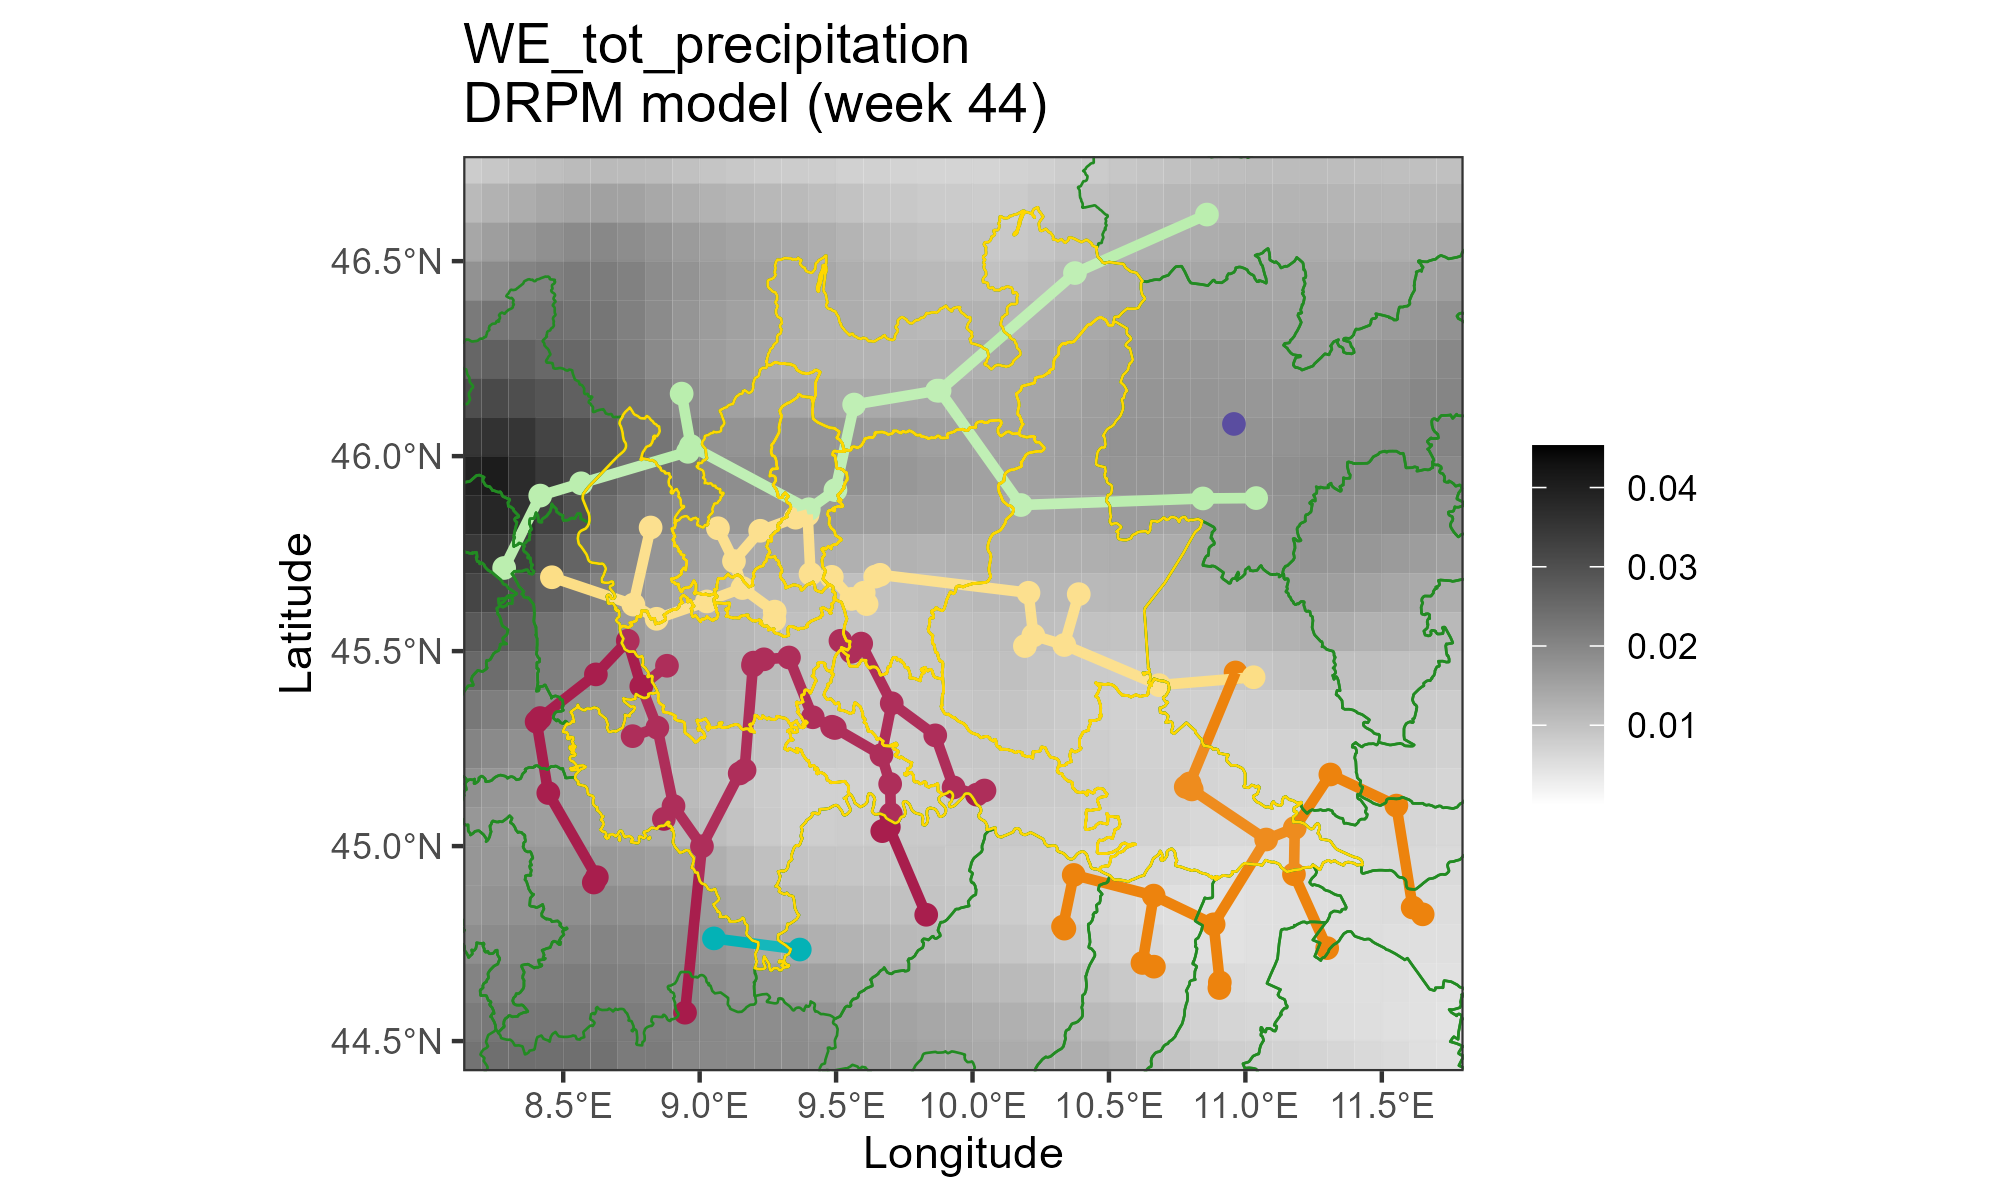 WE_tot_precipitation
DRPM model (week 44)
46.5°N
46.0°N
45.5°N
45.0°N
44.5°N
Latitude
8.5°E 9.0°E 9.5°E 10.0°E 10.5°E 11.0°E 11.5°E
Longitude
0.04
0.03
0.02
0.01